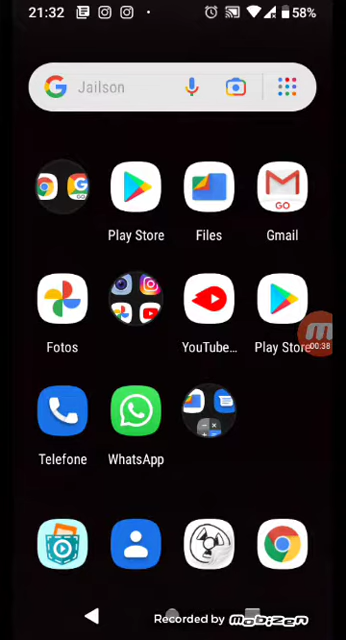 21:32
58%
Jailson
GO
Play Store
Files
GO
Gmail
Fotos
YouTube...
Play Store
00:38
Telefone
WhatsApp
Recorded by mobizen